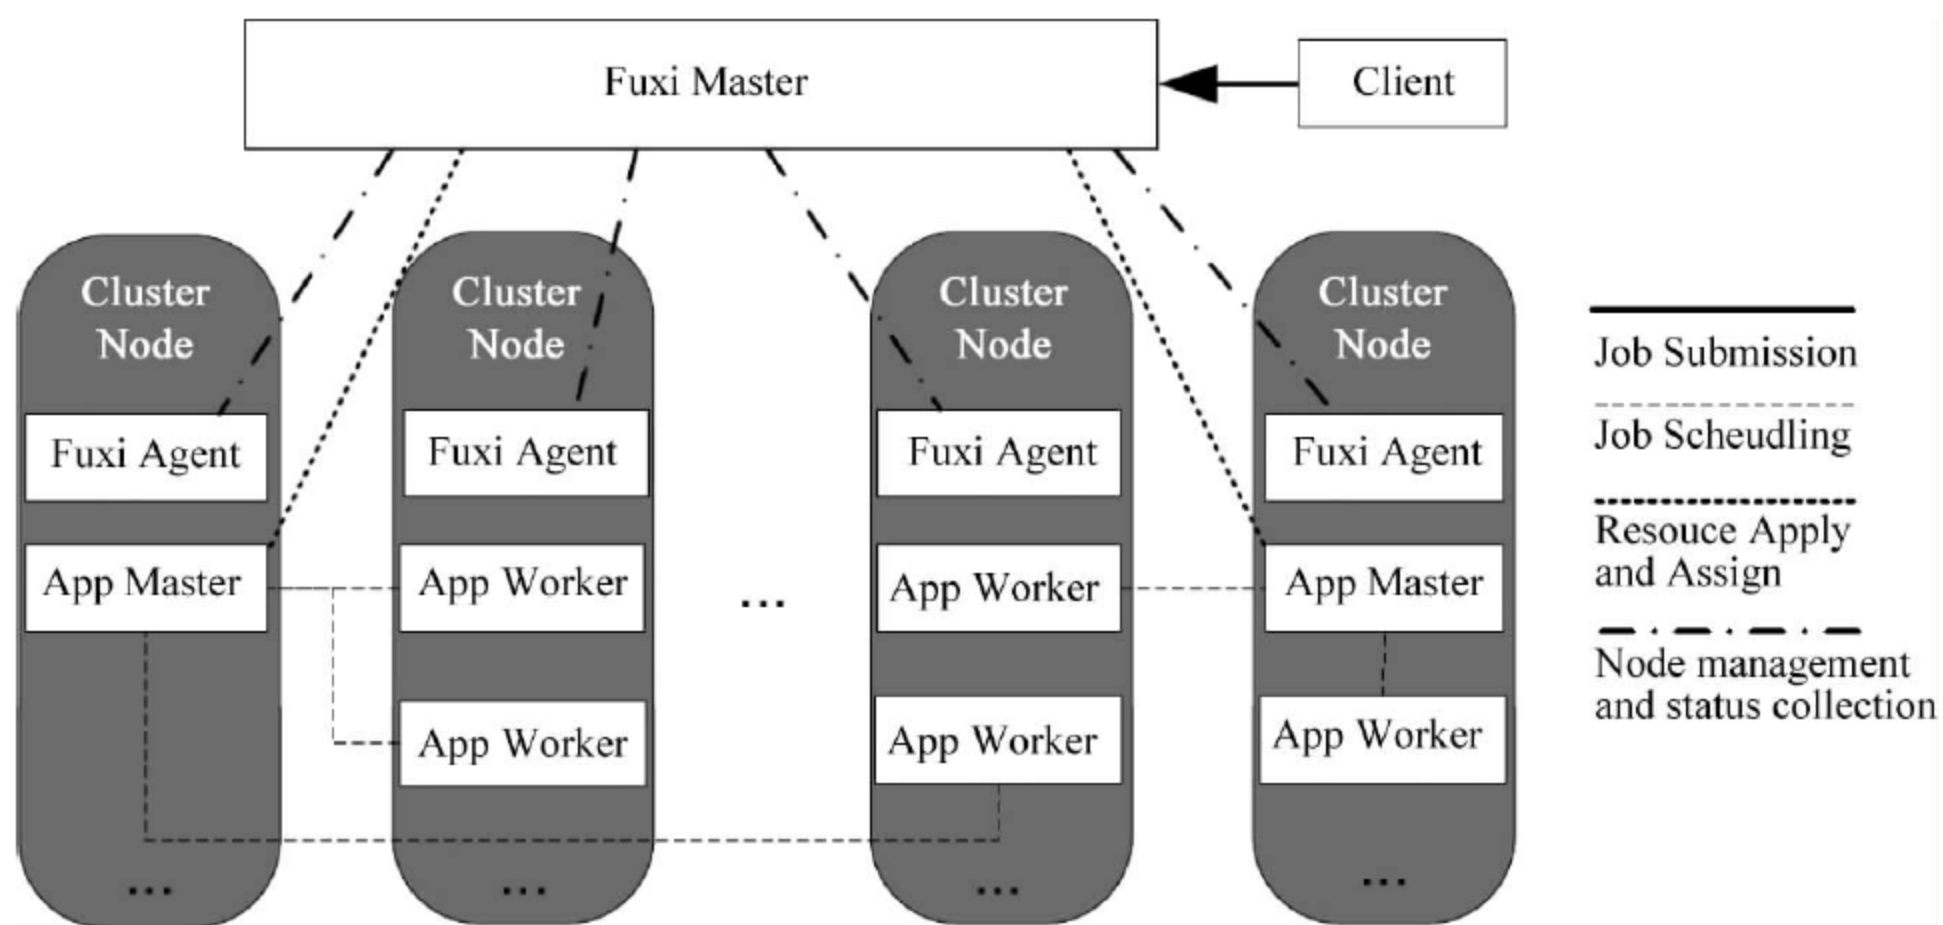 Fuxi Master
Client
Cluster
Node
Cluster
Node
Cluster
Node
Cluster
Node
Fuxi Agent
Fuxi Agent
Fuxi Agent
Fuxi Agent
App Master
App Worker
...
App Worker
App Master
App Worker
App Worker
App Worker
...
...
...
...
Job Submission
Job Scheudling
Resouce Apply
and Assign
Node management
and status collection